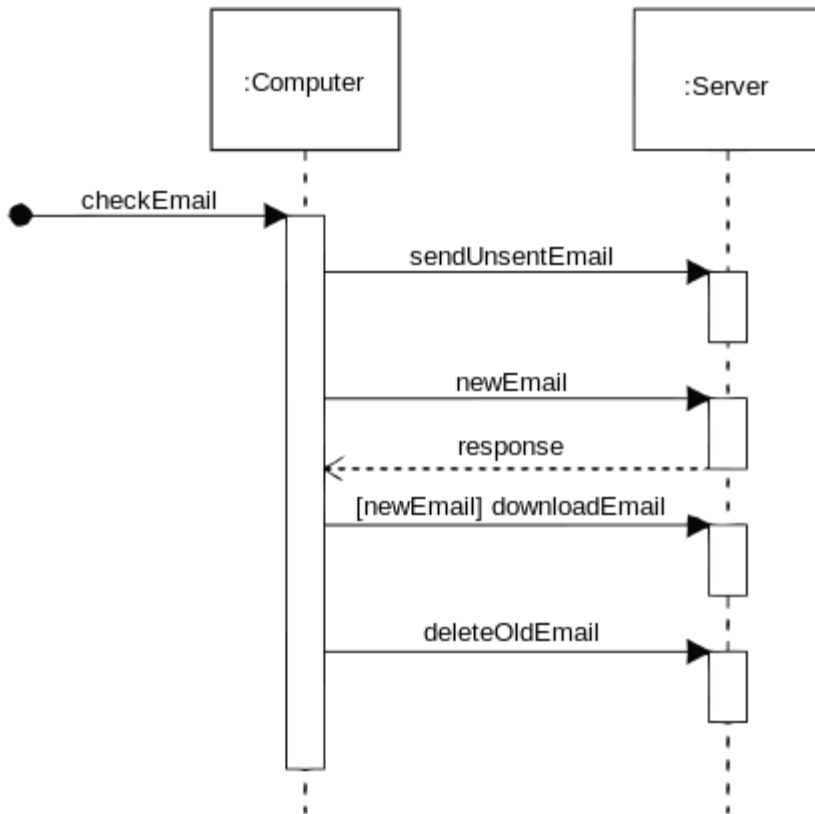 :Computer
:Server
checkEmail
sendUnsentEmail
newEmail
response
[newEmail] downloadEmail
deleteOldEmail